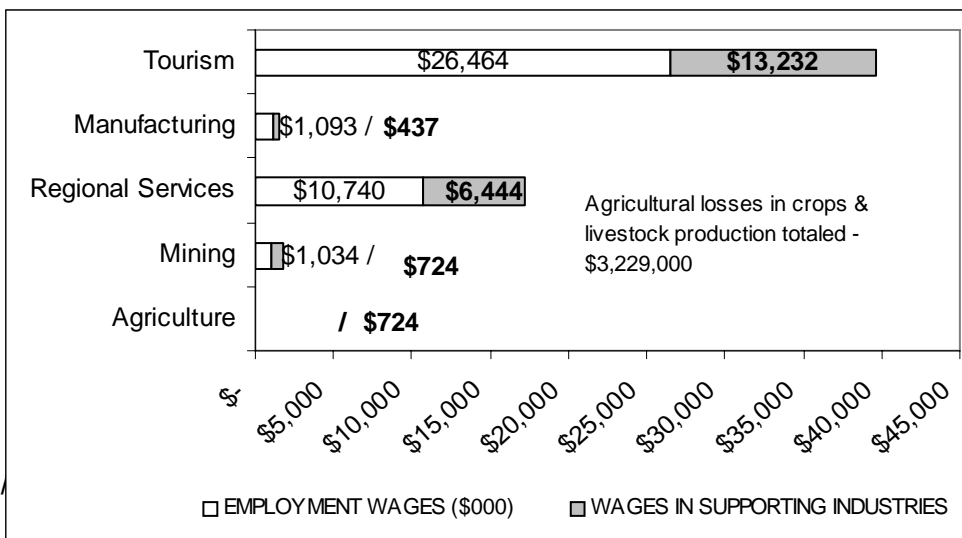 Tourism $26,464 $13,232
Manufacturing $1,093 / $437
Regional Services $10,740 $6,444
Agricultural losses in crops &
livestock production totaled -
$3,229,000
Mining $1,034 / $724
Agriculture / $724
$- $5,000 $10,000 $15,000 $20,000 $25,000 $30,000 $35,000 $40,000 $45,000
/
EMPLOYMENT WAGES ($000) WAGES IN SUPPORTING INDUSTRIES